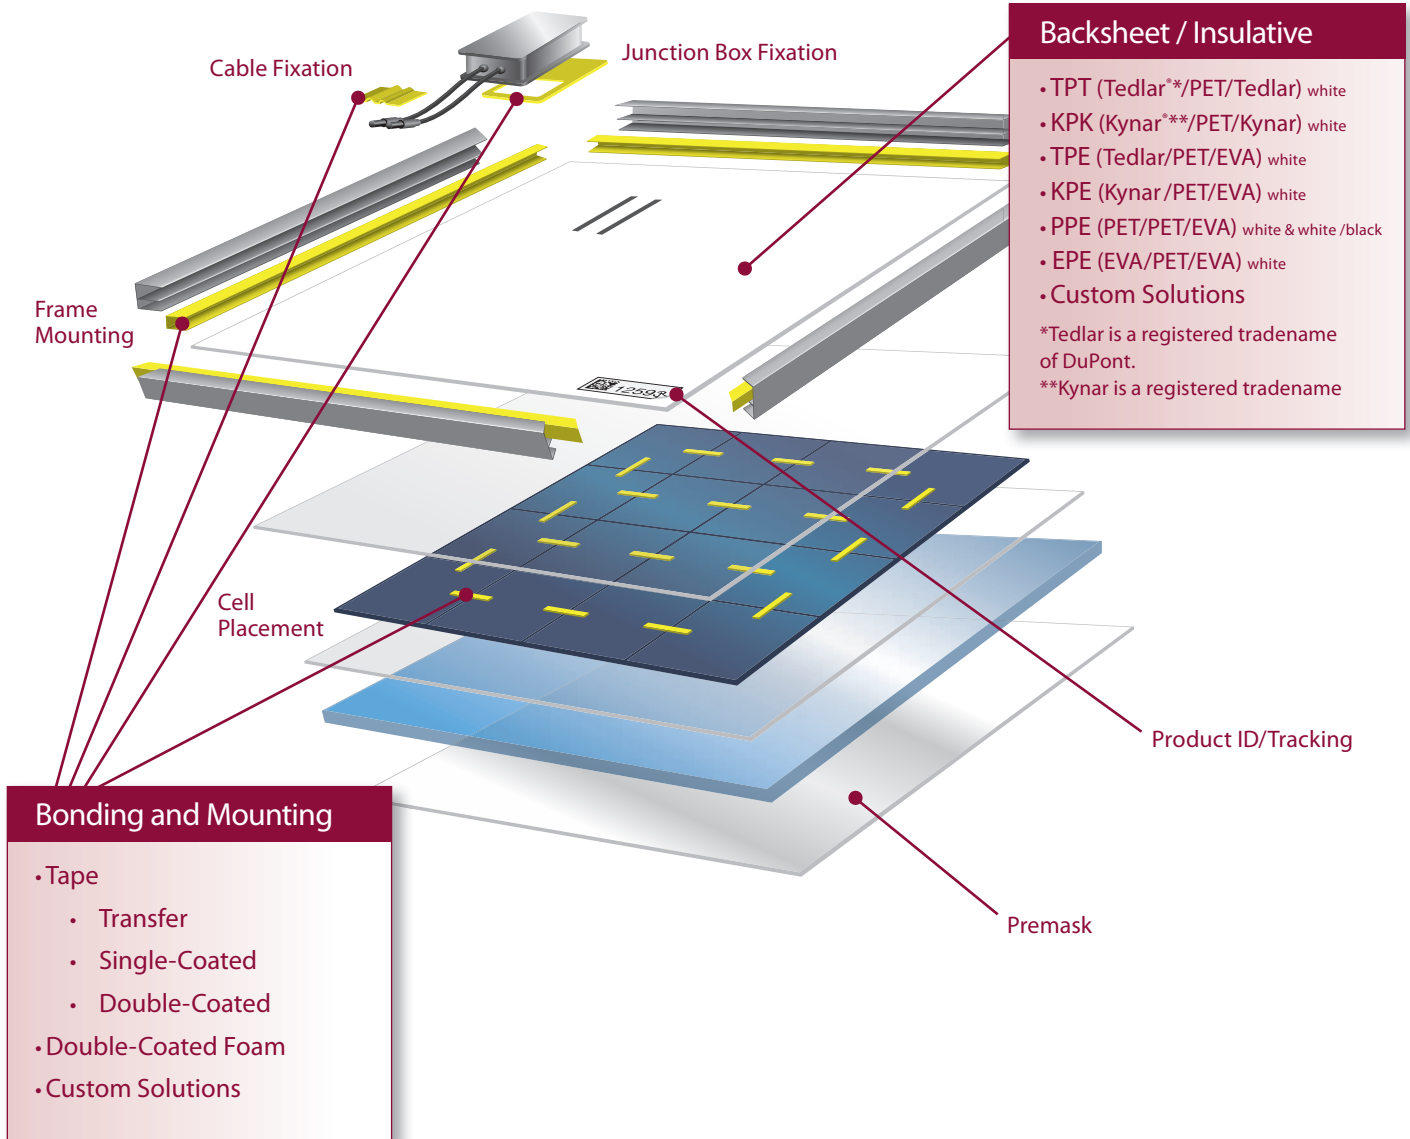 Cable Fixation
Junction Box Fixation
Backsheet / Insulative
• TPT (Tedlar®*/PET/Tedlar) white
• KPK (Kynar®**/PET/Kynar) white
• TPE (Tedlar/PET/EVA) white
• KPE (Kynar/PET/EVA) white
• PPE (PET/PET/EVA) white & white /black
• EPE (EVA/PET/EVA) white
• Custom Solutions
*Tedlar is a registered tradename
of DuPont.
**Kynar is a registered tradename
Frame
Mounting
Cell
Placement
Product ID/Tracking
Premask
Bonding and Mounting
• Tape
• Transfer
• Single-Coated
• Double-Coated
• Double-Coated Foam
• Custom Solutions